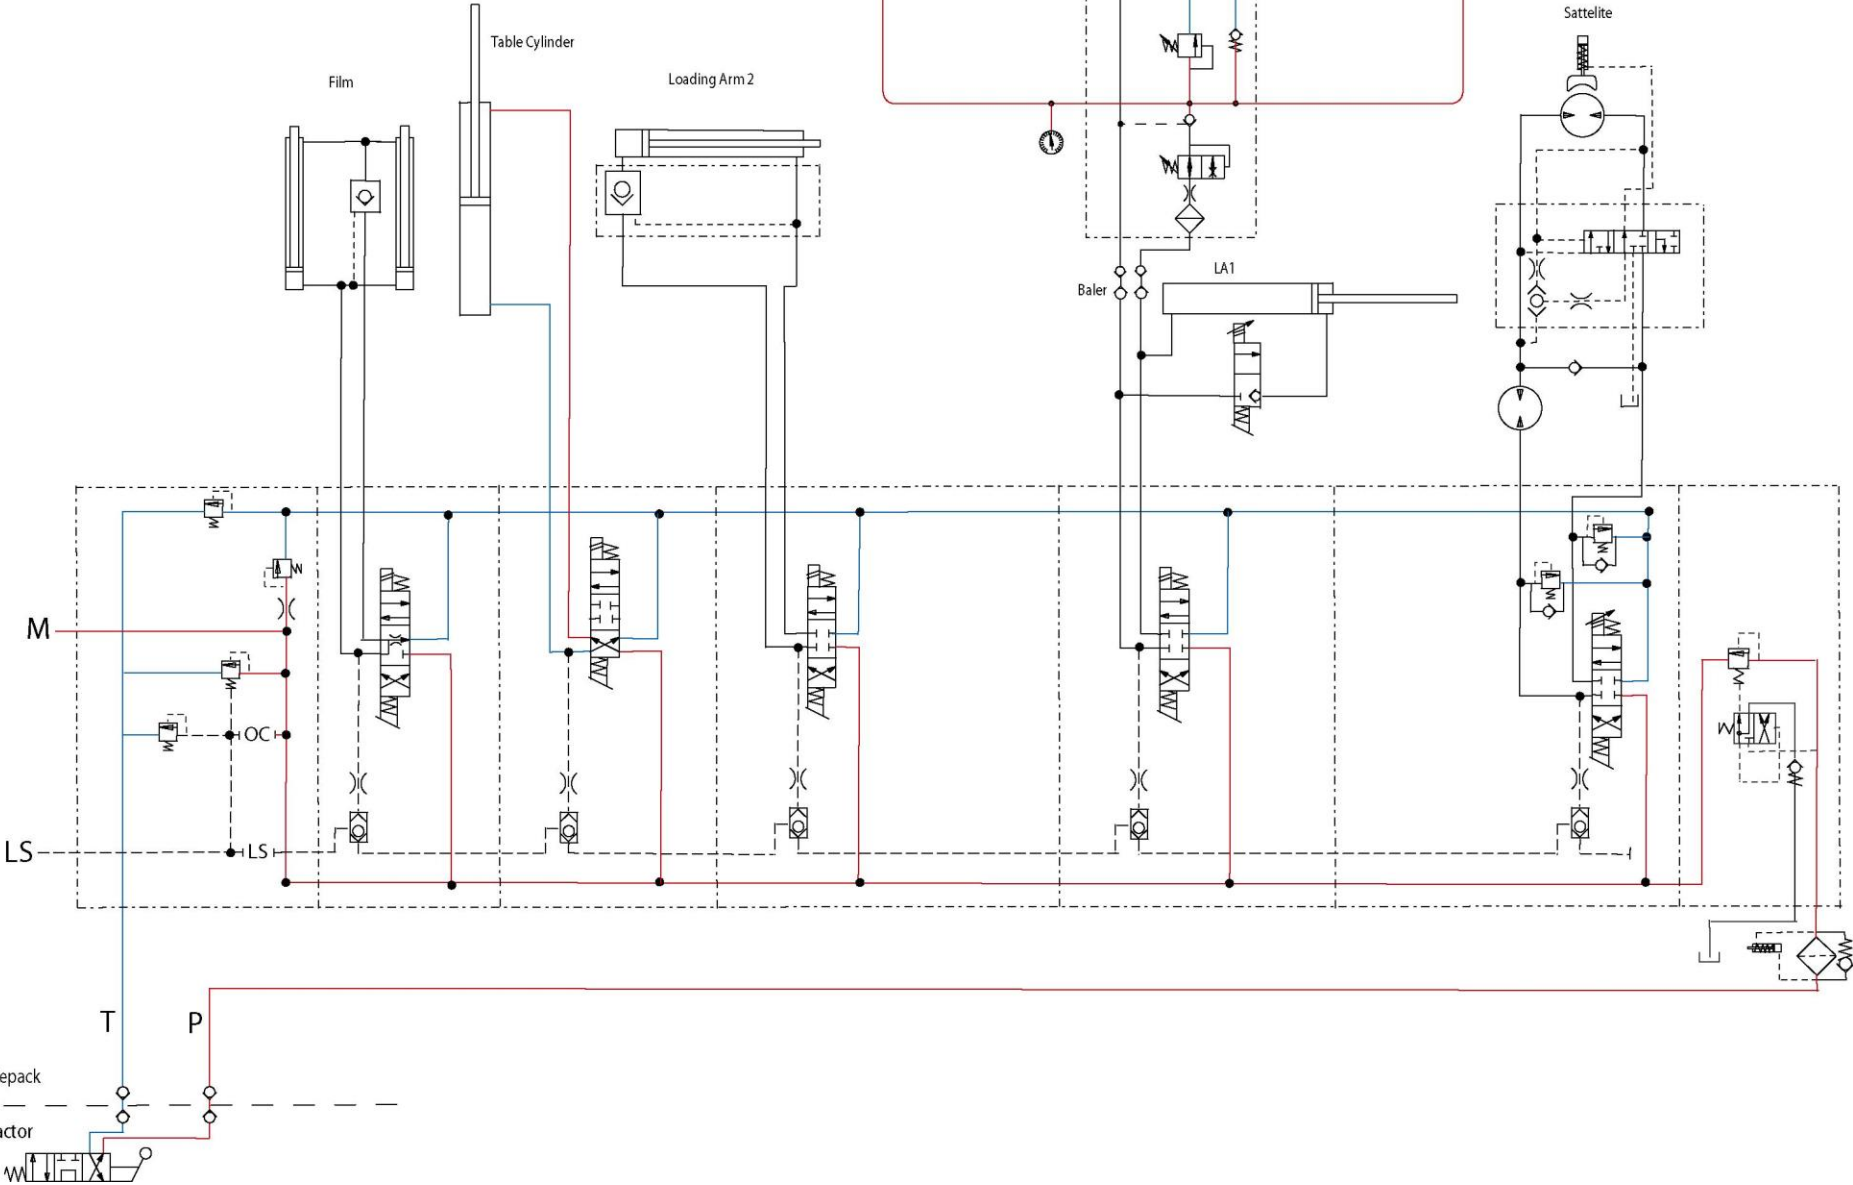 Sattelite
Table Cylinder
Film
Loading Arm 2
LA1
Baler
M
OC
LS
LS
T
P
epack
actor